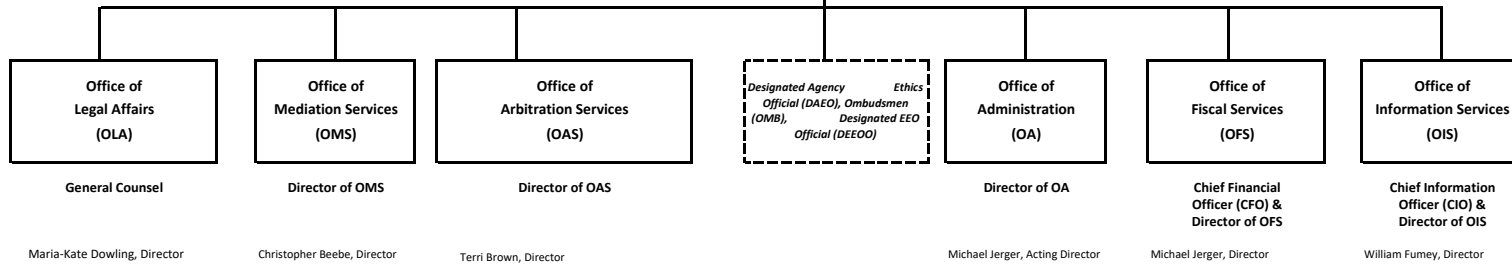 Office of
Legal Affairs
(OLA)
Office of
Mediation Services
(OMS)
Office of
Arbitration Services
(OAS)
Designated Agency Ethics
Official (DAEO), Ombudsmen
(OMB), Designated EEO
Official (DEEOO)
Office of
Administration
(OA)
Office of
Fiscal Services
(OFS)
Office of
Information Services
(OIS)
General Counsel
Director of OMS
Director of OAS
Director of OA
Chief Financial
Officer (CFO) &
Director of OFS
Chief Information
Officer (CIO) &
Director of OIS
Maria-Kate Dowling, Director
Christopher Beebe, Director
Terri Brown, Director
Michael Jerger, Acting Director
Michael Jerger, Director
William Fumey, Director